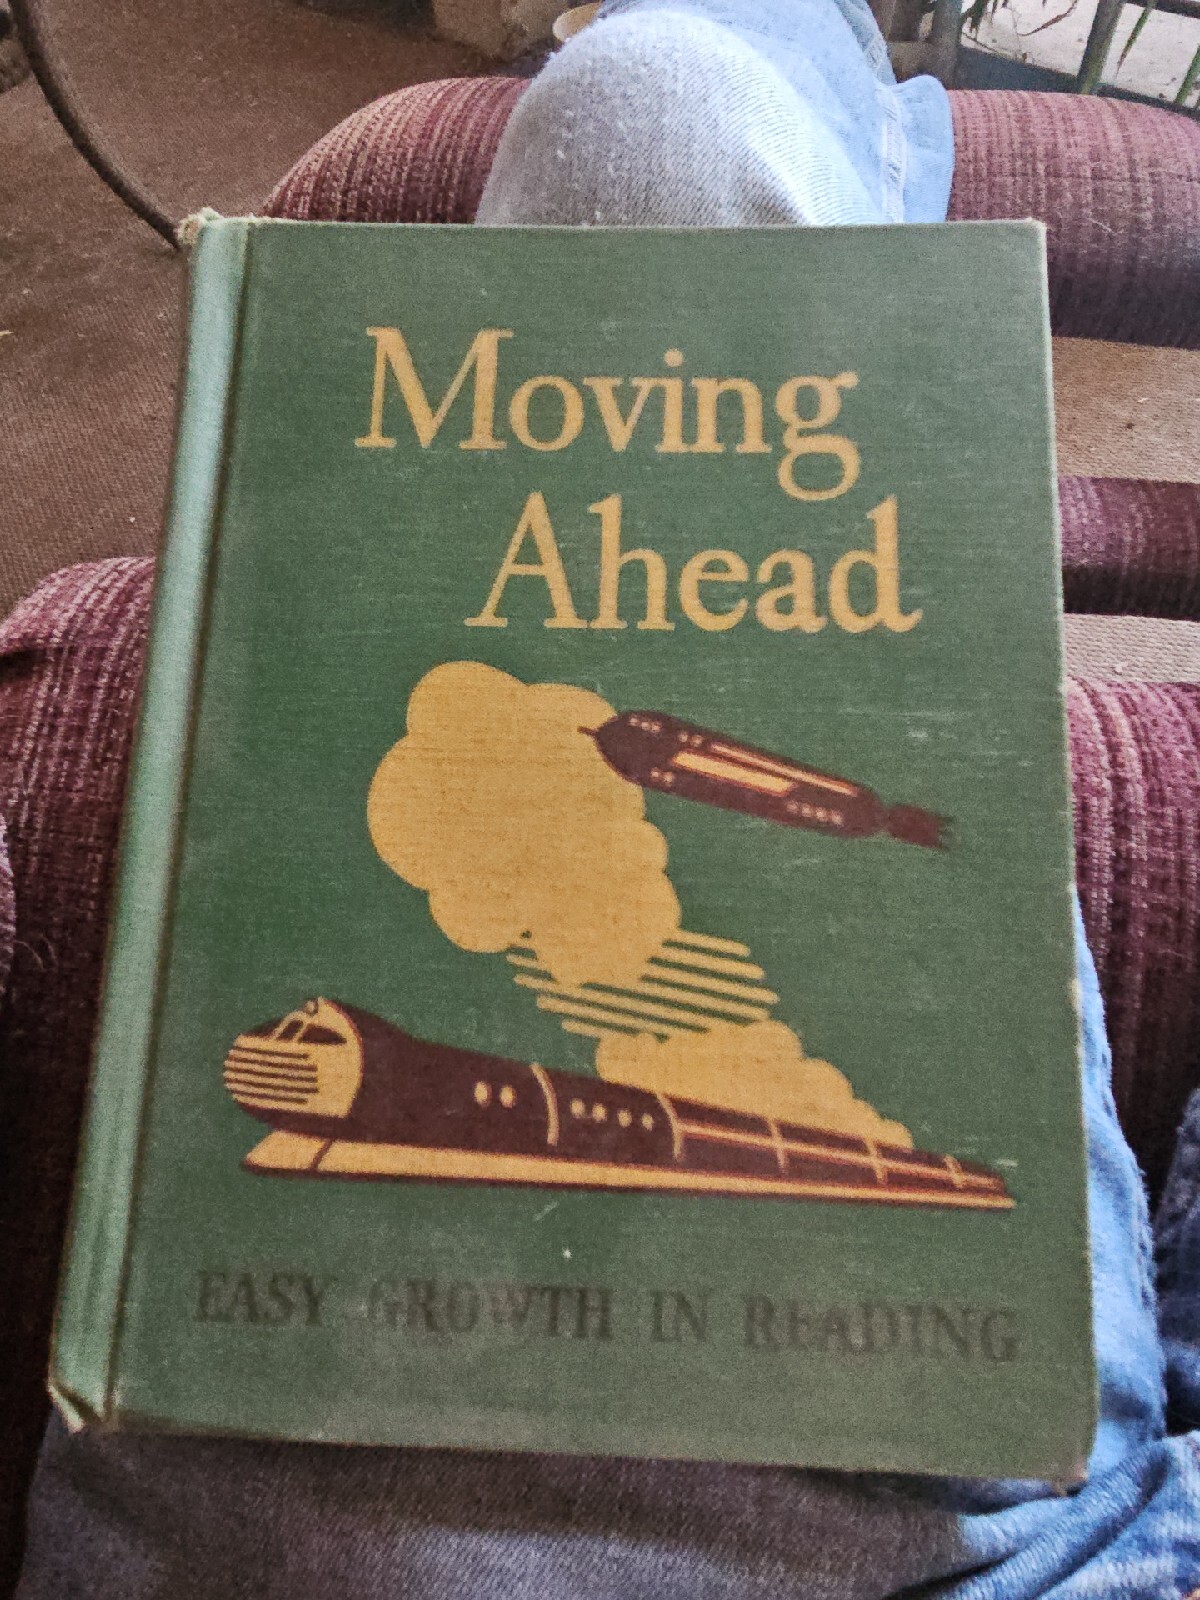 Moving
Ahead
EASY GROWTH IN READING